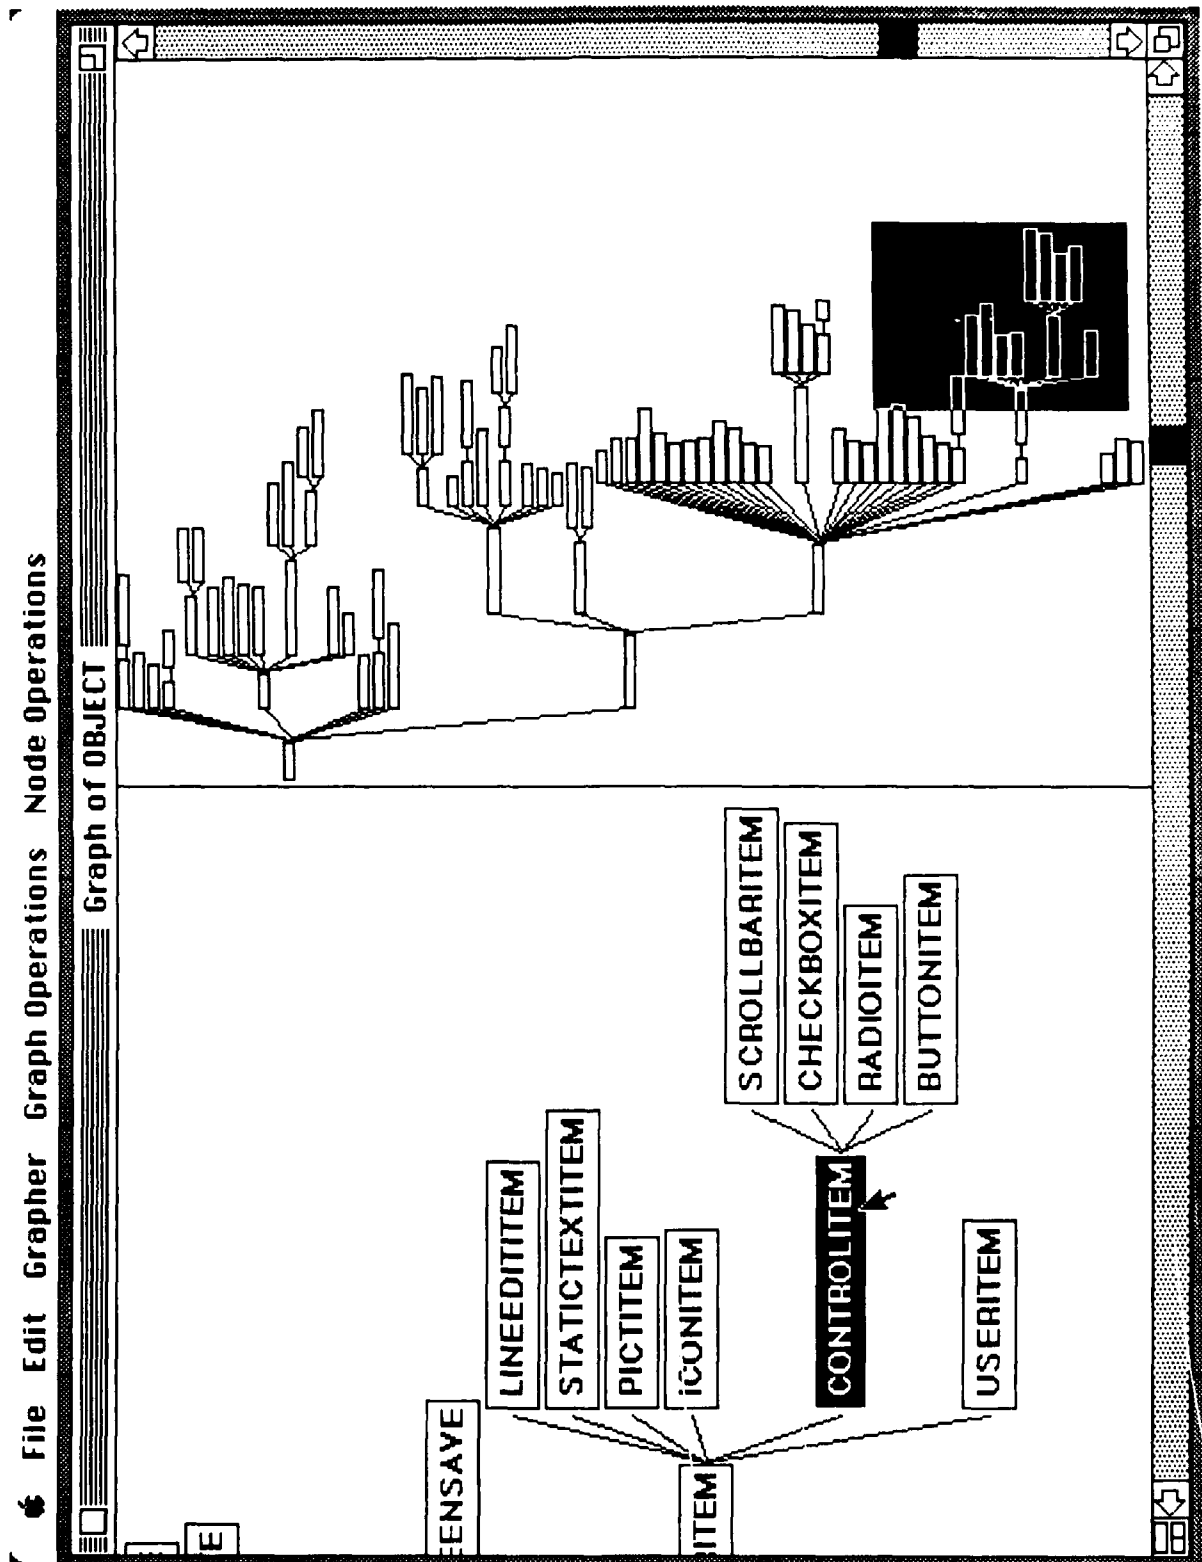 File Edit Grapher Graph Operations Node Operations
Graph of OBJECT
E
EENSAVE
LINEEDITITEM
STATICTEXTITEM
PICTITEM
ICONITEM
ITEM
CONTROLITEM
USERITEM
SCROLLBARITEM
CHECKBOXITEM
RADIOITEM
BUTTONITEM